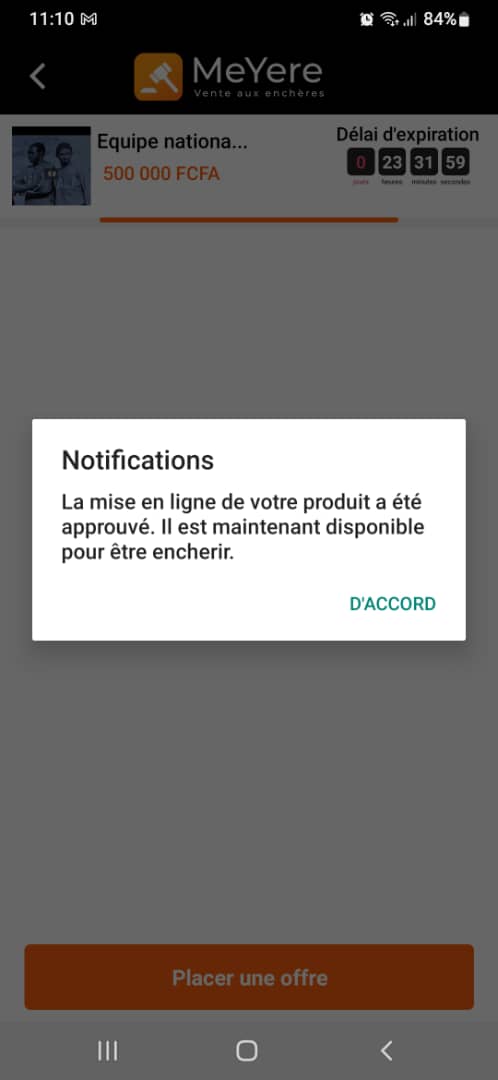 11:10
84%
MeYere
Vente aux enchères
Equipe nationa...
500 000 FCFA
Délai d'expiration
0 23 31 59
jours heures minutes secondes
Notifications
La mise en ligne de votre produit a été
approuvé. Il est maintenant disponible
pour être encherir.
D'ACCORD
Placer une offre